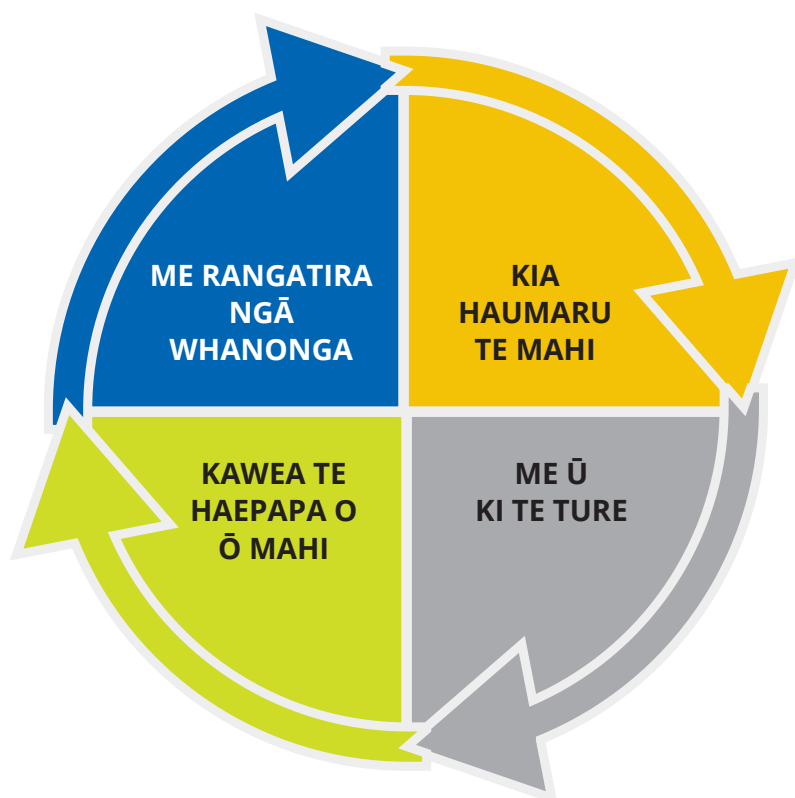 ME RANGATIRA
NGĀ
WHANONGA
KIA
HAUMARU
TE MAHI
KAWEA TE
HAEPAPA O
Ō MAHI
ME Ū
KI TE TURE